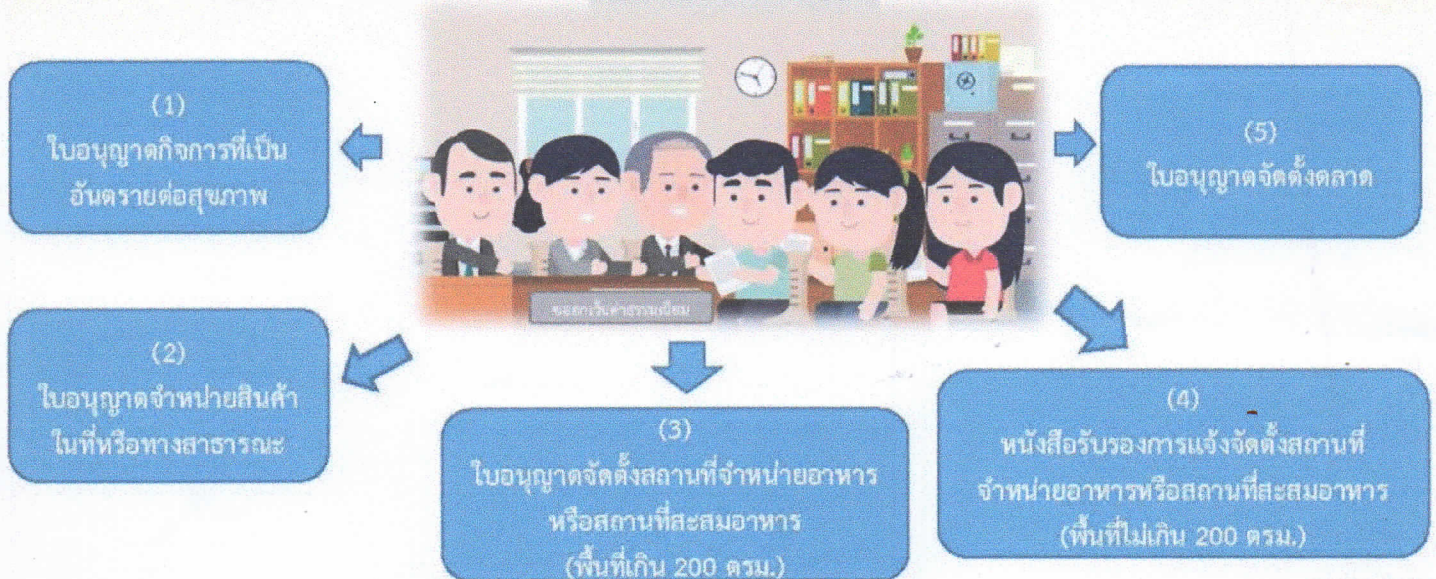 (1)
ใบอนุญาตกิจการที่เป็น
อันตรายต่อสุขภาพ
(2)
ใบอนุญาตจำหน่ายสินค้า
ในที่หรือทางสาธารณะ
(3)
ใบอนุญาตจัดตั้งสถานที่จำหน่ายอาหาร
หรือสถานที่สะสมอาหาร
(พื้นที่เกิน 200 ตรม.)
(4)
หนังสือรับรองการแจ้งจัดตั้งสถานที่
จำหน่ายอาหารหรือสถานที่สะสมอาหาร
(พื้นที่ไม่เกิน 200 ตรม.)
(5)
ใบอนุญาตจัดตั้งตลาด